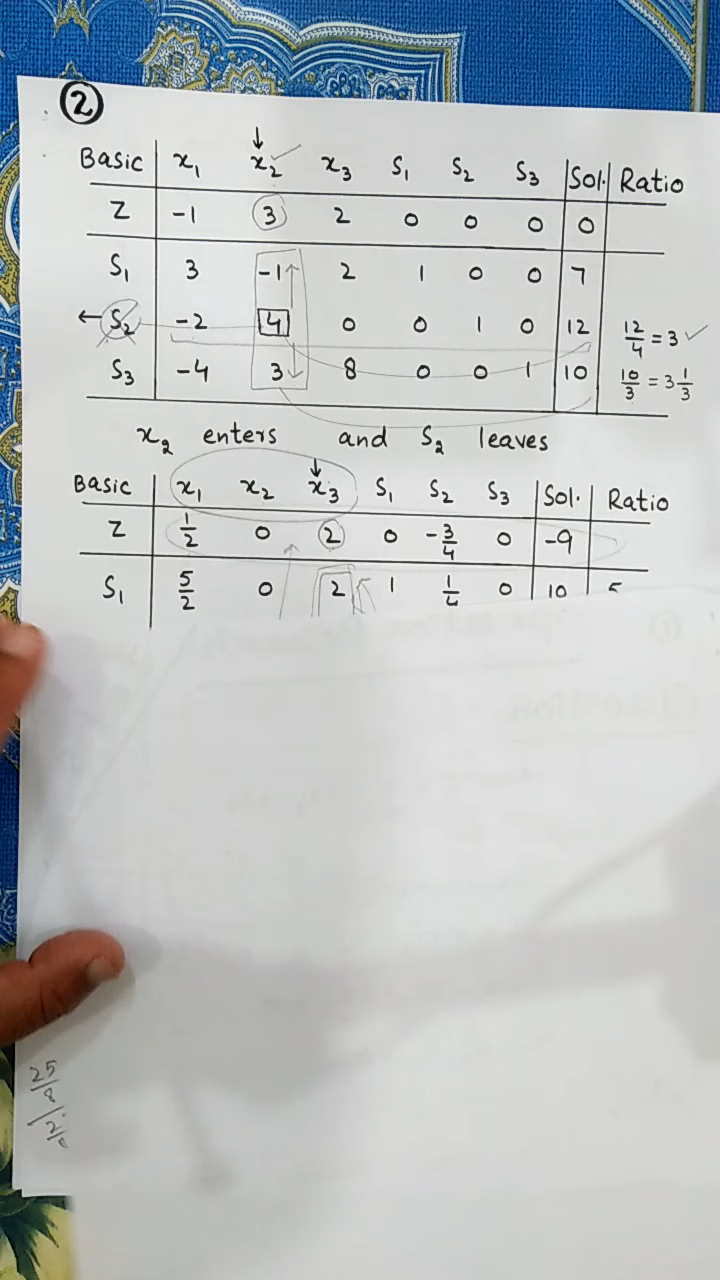 ②
Basic x₁ x₂ ✓ x₃ S₁ S₂ S₃ Sol. Ratio
Z -1 3 2 0 0 0 0
S₁ 3 -1 2 1 0 0 7
← S₂ -2 4 0 0 1 0 12 12/4 = 3 ✓
S₃ -4 3 8 0 0 1 10 10/3 = 3 1/3
x₂ enters and S₂ leaves
Basic x₁ x₂ x₃ S₁ S₂ S₃ Sol. Ratio
Z 1/2 0 2 0 -3/4 0 -9
S₁ 5/2 0 2 1 1/4 0 10 5
25/8